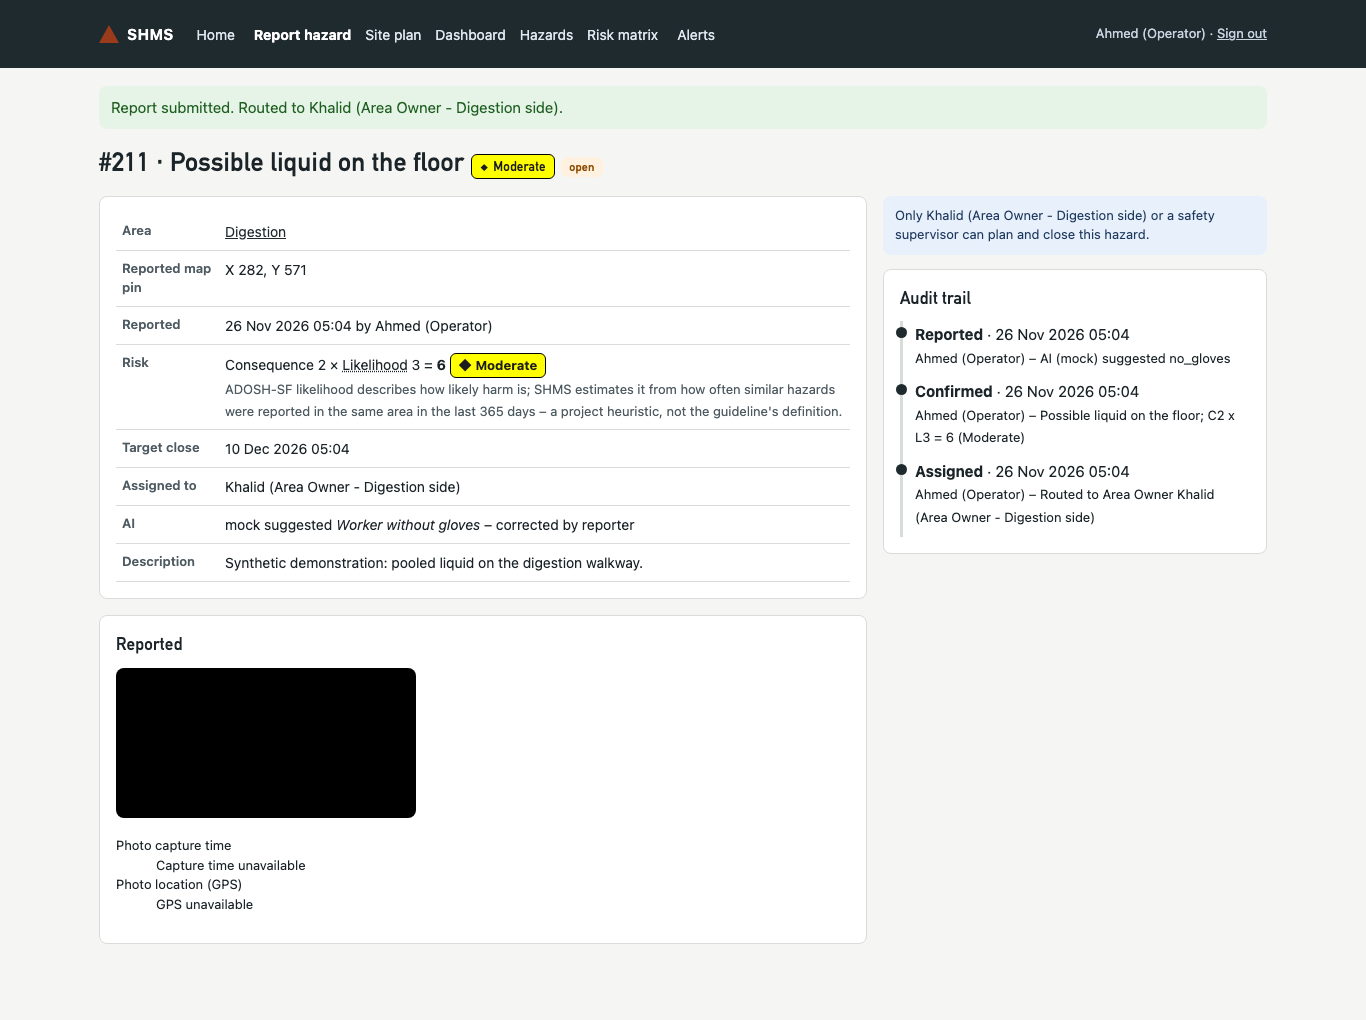 SHMS Home Report hazard Site plan Dashboard Hazards Risk matrix Alerts Ahmed (Operator) · Sign out
Report submitted. Routed to Khalid (Area Owner - Digestion side).
#211 · Possible liquid on the floor ◆ Moderate open
Area Digestion
Reported map pin X 282, Y 571
Reported 26 Nov 2026 05:04 by Ahmed (Operator)
Risk Consequence 2 × Likelihood 3 = 6 ◆ Moderate
ADOSH-SF likelihood describes how likely harm is; SHMS estimates it from how often similar hazards
were reported in the same area in the last 365 days – a project heuristic, not the guideline's definition.
Target close 10 Dec 2026 05:04
Assigned to Khalid (Area Owner - Digestion side)
AI mock suggested Worker without gloves – corrected by reporter
Description Synthetic demonstration: pooled liquid on the digestion walkway.
Reported
Photo capture time
Capture time unavailable
Photo location (GPS)
GPS unavailable
Only Khalid (Area Owner - Digestion side) or a safety
supervisor can plan and close this hazard.
Audit trail
Reported · 26 Nov 2026 05:04
Ahmed (Operator) – AI (mock) suggested no_gloves
Confirmed · 26 Nov 2026 05:04
Ahmed (Operator) – Possible liquid on the floor; C2 x
L3 = 6 (Moderate)
Assigned · 26 Nov 2026 05:04
Ahmed (Operator) – Routed to Area Owner Khalid
(Area Owner - Digestion side)